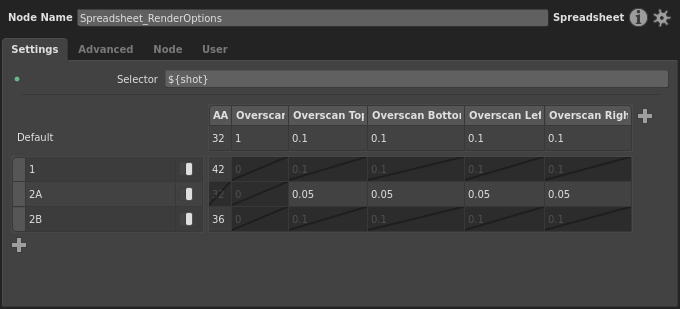 Node Name Spreadsheet_RenderOptions Spreadsheet
Settings Advanced Node User
Selector ${shot}
AA Overscan Overscan Top Overscan Bottom Overscan Left Overscan Righ
Default 32 1 0.1 0.1 0.1 0.1
1 42 0 0.1 0.1 0.1 0.1
2A 32 0 0.05 0.05 0.05 0.05
2B 36 0 0.1 0.1 0.1 0.1